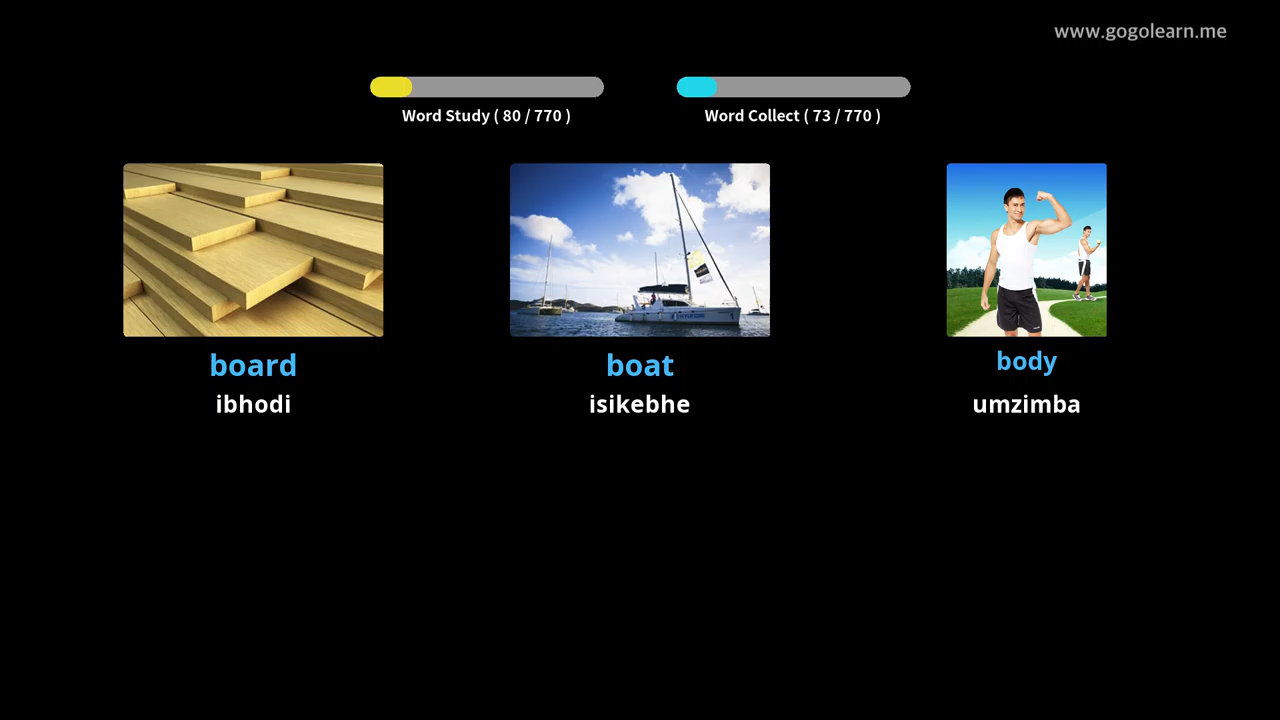 www.gogolearn.me
Word Study ( 80 / 770 )
Word Collect ( 73 / 770 )
board
boat
body
ibhodi
isikebhe
umzimba